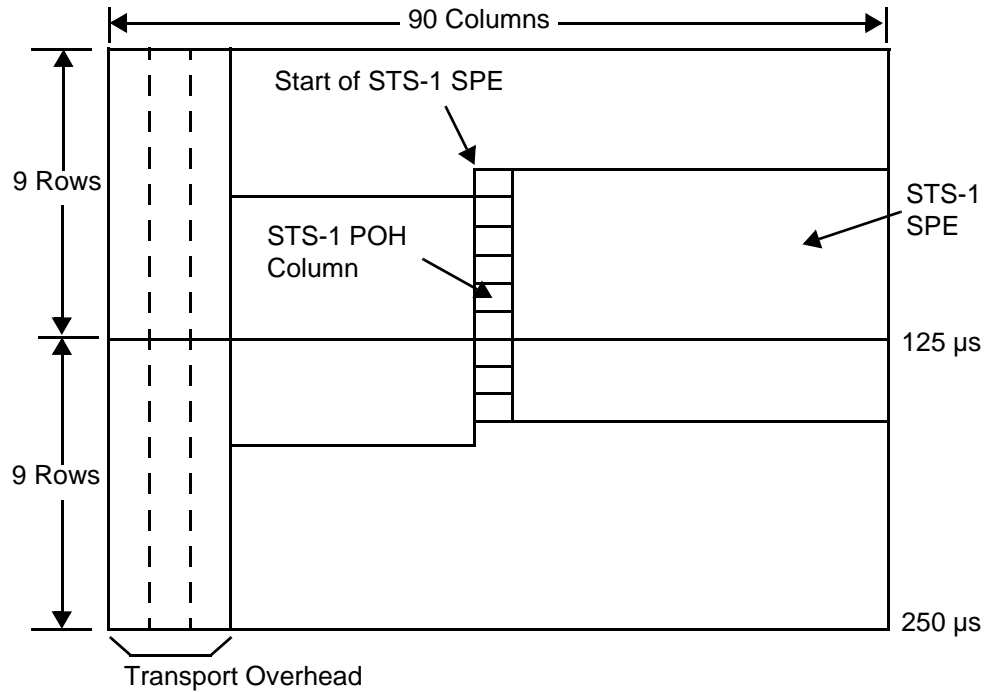 90 Columns
Start of STS-1 SPE
9 Rows
STS-1
SPE
STS-1 POH
Column
125 µs
9 Rows
250 µs
Transport Overhead